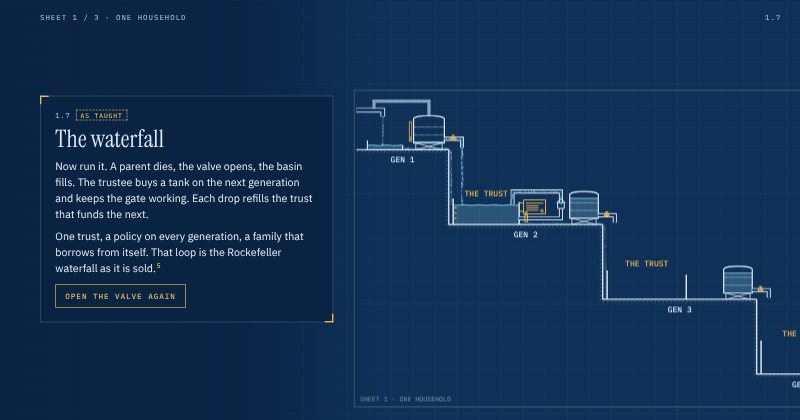 SHEET 1 / 3 · ONE HOUSEHOLD
1.7
1.7 AS TAUGHT
The waterfall
Now run it. A parent dies, the valve opens, the basin
fills. The trustee buys a tank on the next generation
and keeps the gate working. Each drop refills the trust
that funds the next.
One trust, a policy on every generation, a family that
borrows from itself. That loop is the Rockefeller
waterfall as it is sold.5
OPEN THE VALVE AGAIN
GEN 1
THE TRUST
GEN 2
THE TRUST
GEN 3
THE
GE
SHEET 1 · ONE HOUSEHOLD